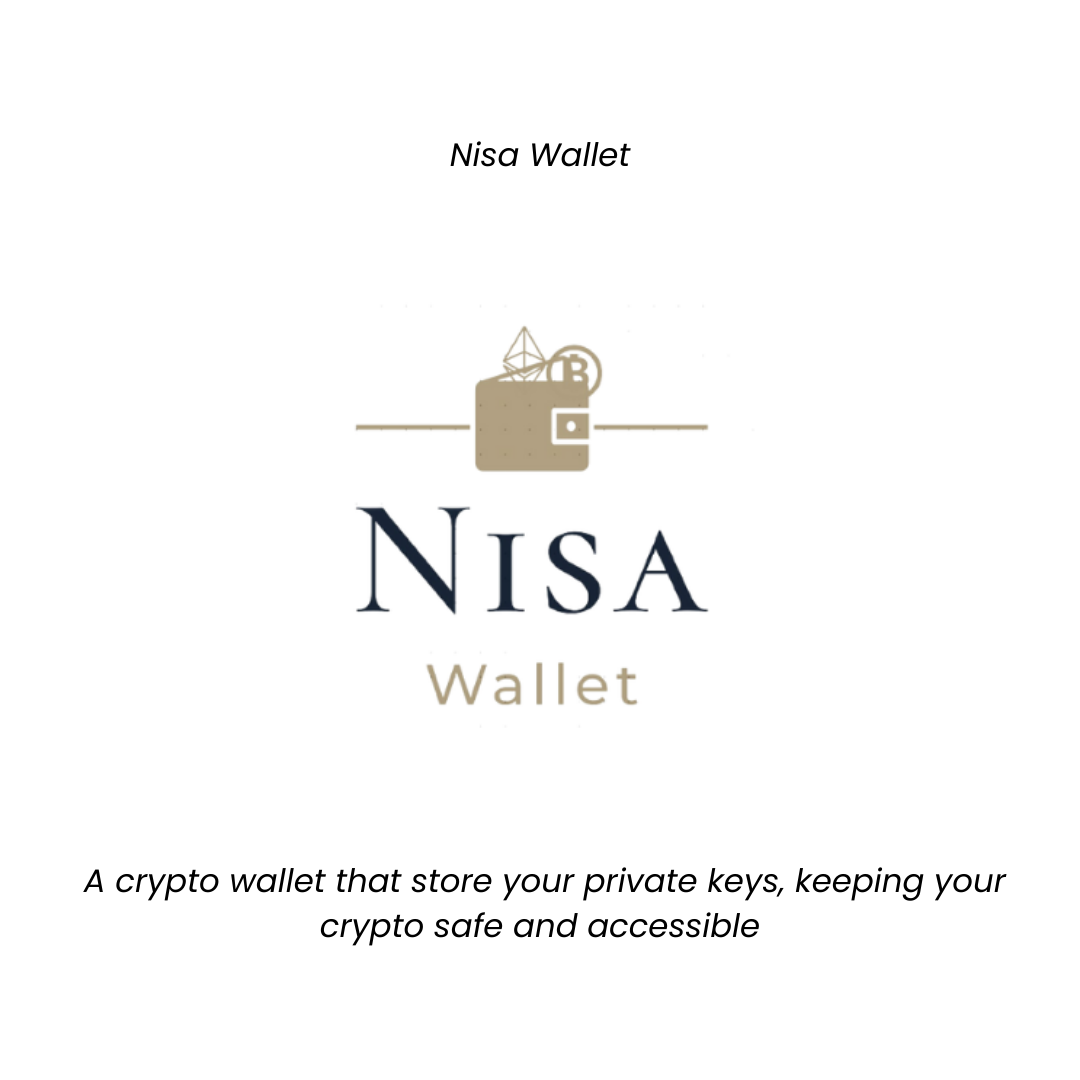 Nisa Wallet
NISA
Wallet
A crypto wallet that store your private keys, keeping your
crypto safe and accessible